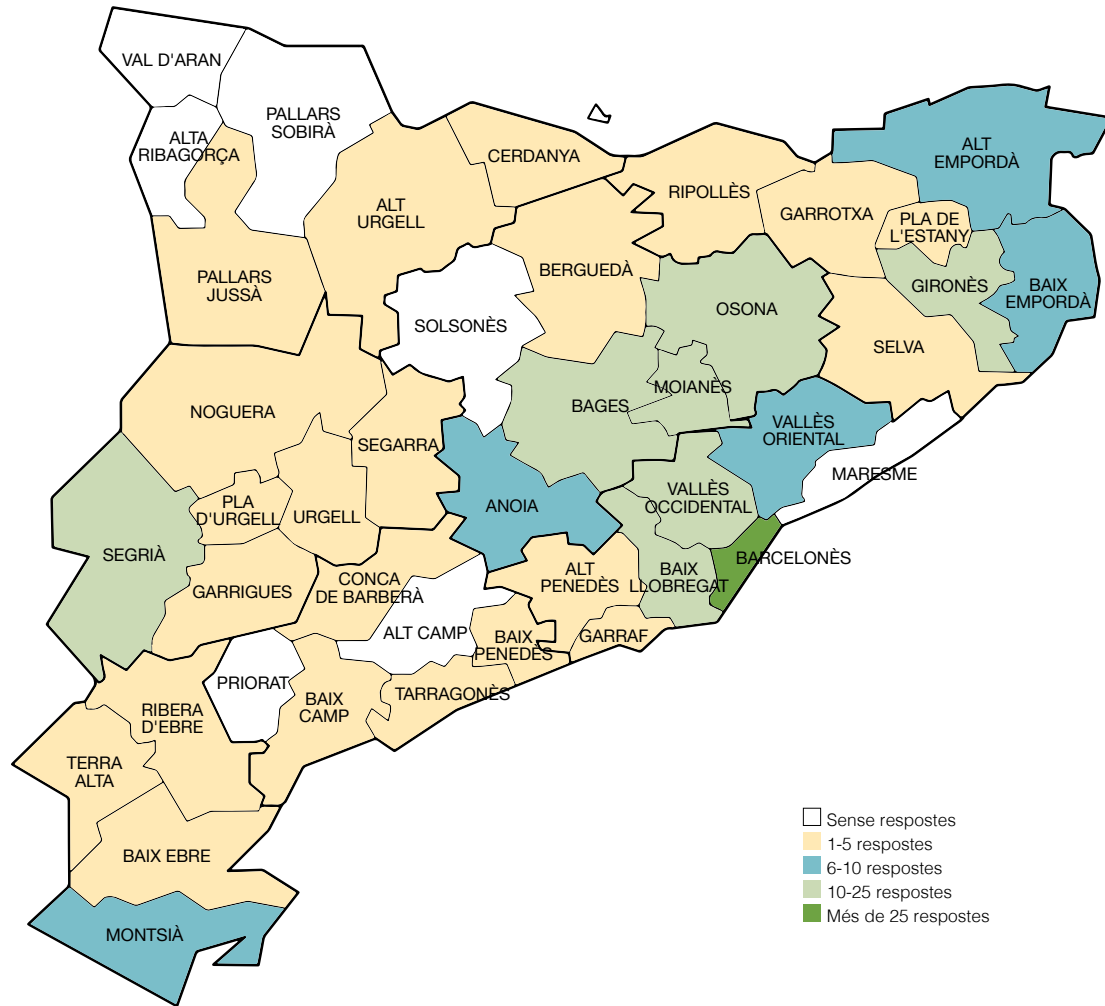 VAL D'ARAN
PALLARS
SOBIRÀ
ALTA
RIBAGORÇA
CERDANYA
ALT
EMPORDÀ
RIPOLLÈS
ALT
URGELL
GARROTXA
PLA DE
L'ESTANY
BERGUEDÀ
PALLARS
JUSSÀ
GIRONÈS
BAIX
EMPORDÀ
OSONA
SOLSONÈS
SELVA
MOIANÈS
BAGES
NOGUERA
VALLÈS
ORIENTAL
SEGARRA
MARESME
VALLÈS
OCCIDENTAL
PLA
D'URGELL
URGELL
ANOIA
SEGRIÀ
BARCELONÈS
BAIX
LLOBREGAT
ALT
PENEDÈS
CONCA
DE BARBERÀ
GARRIGUES
ALT CAMP
GARRAF
BAIX
PENEDÈS
PRIORAT
TARRAGONÈS
BAIX
CAMP
RIBERA
D'EBRE
TERRA
ALTA
BAIX EBRE
MONTSIÀ
Sense respostes
1-5 respostes
6-10 respostes
10-25 respostes
Més de 25 respostes